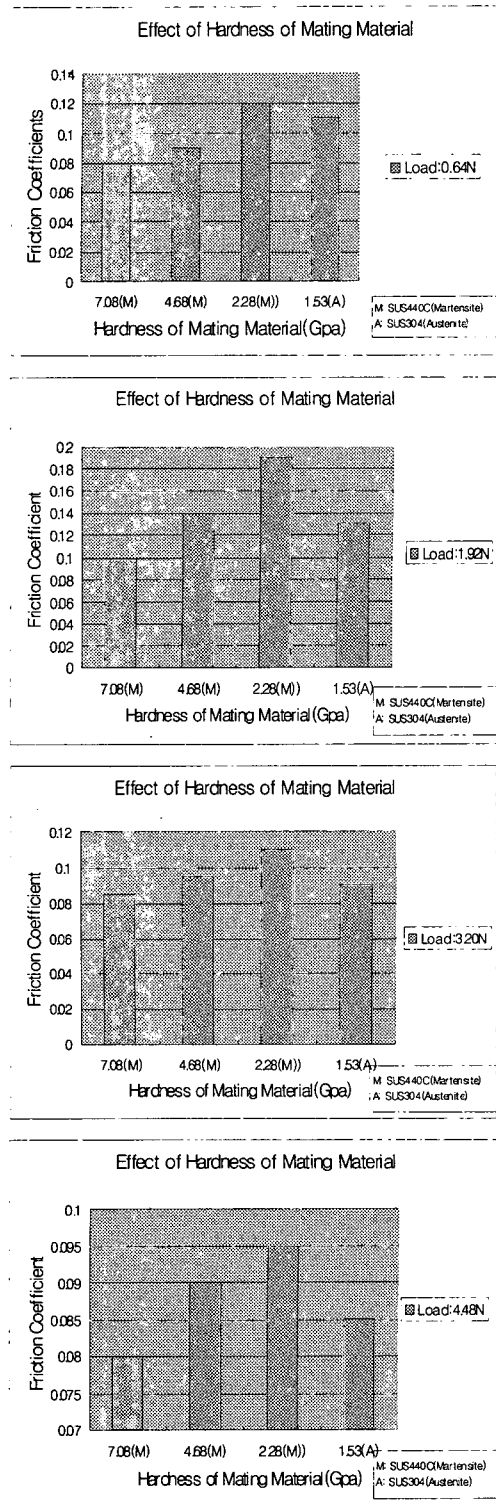 Effect of Hardness of Mating Material
0.14
0.12
0.1
0.08
0.06
0.04
0.02
0
Friction Coefficients
7.08(M) 4.68(M) 2.28(M)) 1.53(A)
Hardness of Mating Material(Gpa)
Load:0.64N
M: SUS440C(Martensite)
A: SUS304(Austenite)
Effect of Hardness of Mating Material
0.2
0.18
0.16
0.14
0.12
0.1
0.08
0.06
0.04
0.02
0
Friction Coefficient
7.08(M) 4.68(M) 2.28(M)) 1.53(A)
Hardness of Mating Material(Gpa)
Load:1.92N
M: SUS440C(Martensite)
A: SUS304(Austenite)
Effect of Hardness of Mating Material
0.12
0.1
0.08
0.06
0.04
0.02
0
Friction Coefficient
7.08(M) 4.68(M) 2.28(M)) 1.53(A)
Hardness of Mating Material(Gpa)
Load:3.20N
M: SUS440C(Martensite)
A: SUS304(Austenite)
Effect of Hardness of Mating Material
0.1
0.095
0.09
0.085
0.08
0.075
0.07
Friction Coefficient
7.08(M) 4.68(M) 2.28(M)) 1.53(A)
Hardness of Mating Material(Gpa)
Load:4.48N
M: SUS440C(Martensite)
A: SUS304(Austenite)